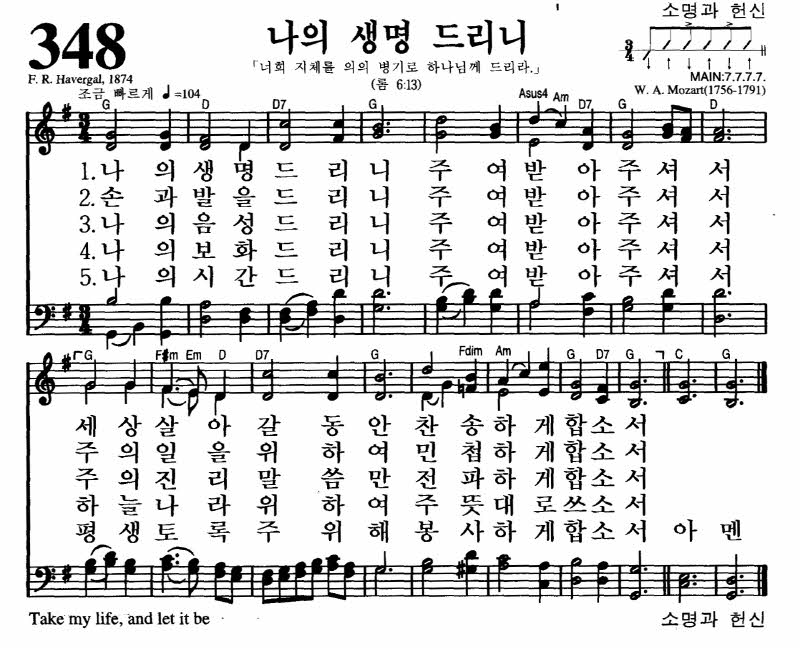 소명과 헌신
348
나의 생명 드리니
「너희 지체를 의의 병기로 하나님께 드리라.」
(롬 6:13)
3/4
F. R. Havergal, 1874
MAIN:7.7.7.7.
조금 빠르게 ♩=104
W. A. Mozart(1756-1791)
G D D7 G Asus4 Am D7 G D
1.나 의 생 명 드 리 니 주 여 받 아 주 셔 서
2.손 과 발 을 드 리 니 주 여 받 아 주 셔 서
3.나 의 음 성 드 리 니 주 여 받 아 주 셔 서
4.나 의 보 화 드 리 니 주 여 받 아 주 셔 서
5.나 의 시 간 드 리 니 주 여 받 아 주 셔 서
G F#m Em D D7 G Fdim Am G D7 G C G
세 상 살 아 갈 동 안 찬 송 하 게 합 소 서
주 의 일 을 위 하 여 민 첩 하 게 합 소 서
주 의 진 리 말 씀 만 전 파 하 게 합 소 서
하 늘 나 라 위 하 여 주 뜻 대 로 쓰 소 서
평 생 토 록 주 위 해 봉 사 하 게 합 소 서 아 멘
Take my life, and let it be
소명과 헌신